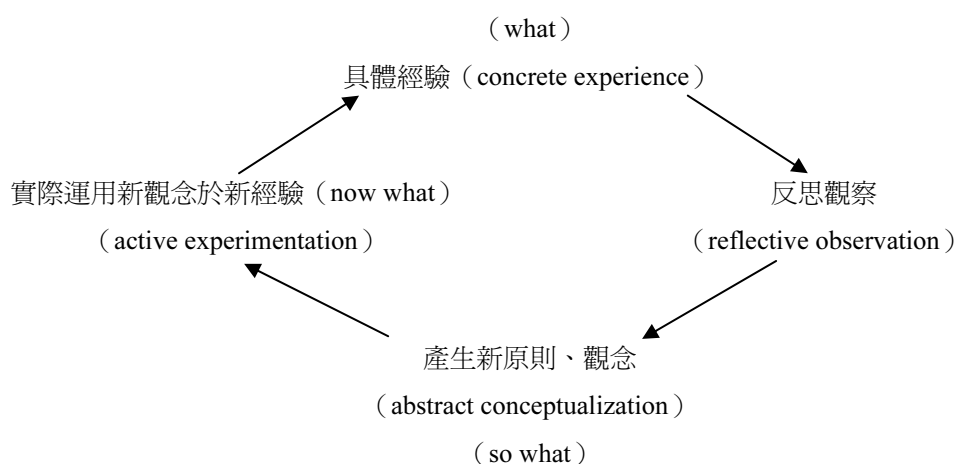 （what）
具體經驗（concrete experience）
實際運用新觀念於新經驗（now what）
（active experimentation）
反思觀察
（reflective observation）
產生新原則、觀念
（abstract conceptualization）
（so what）